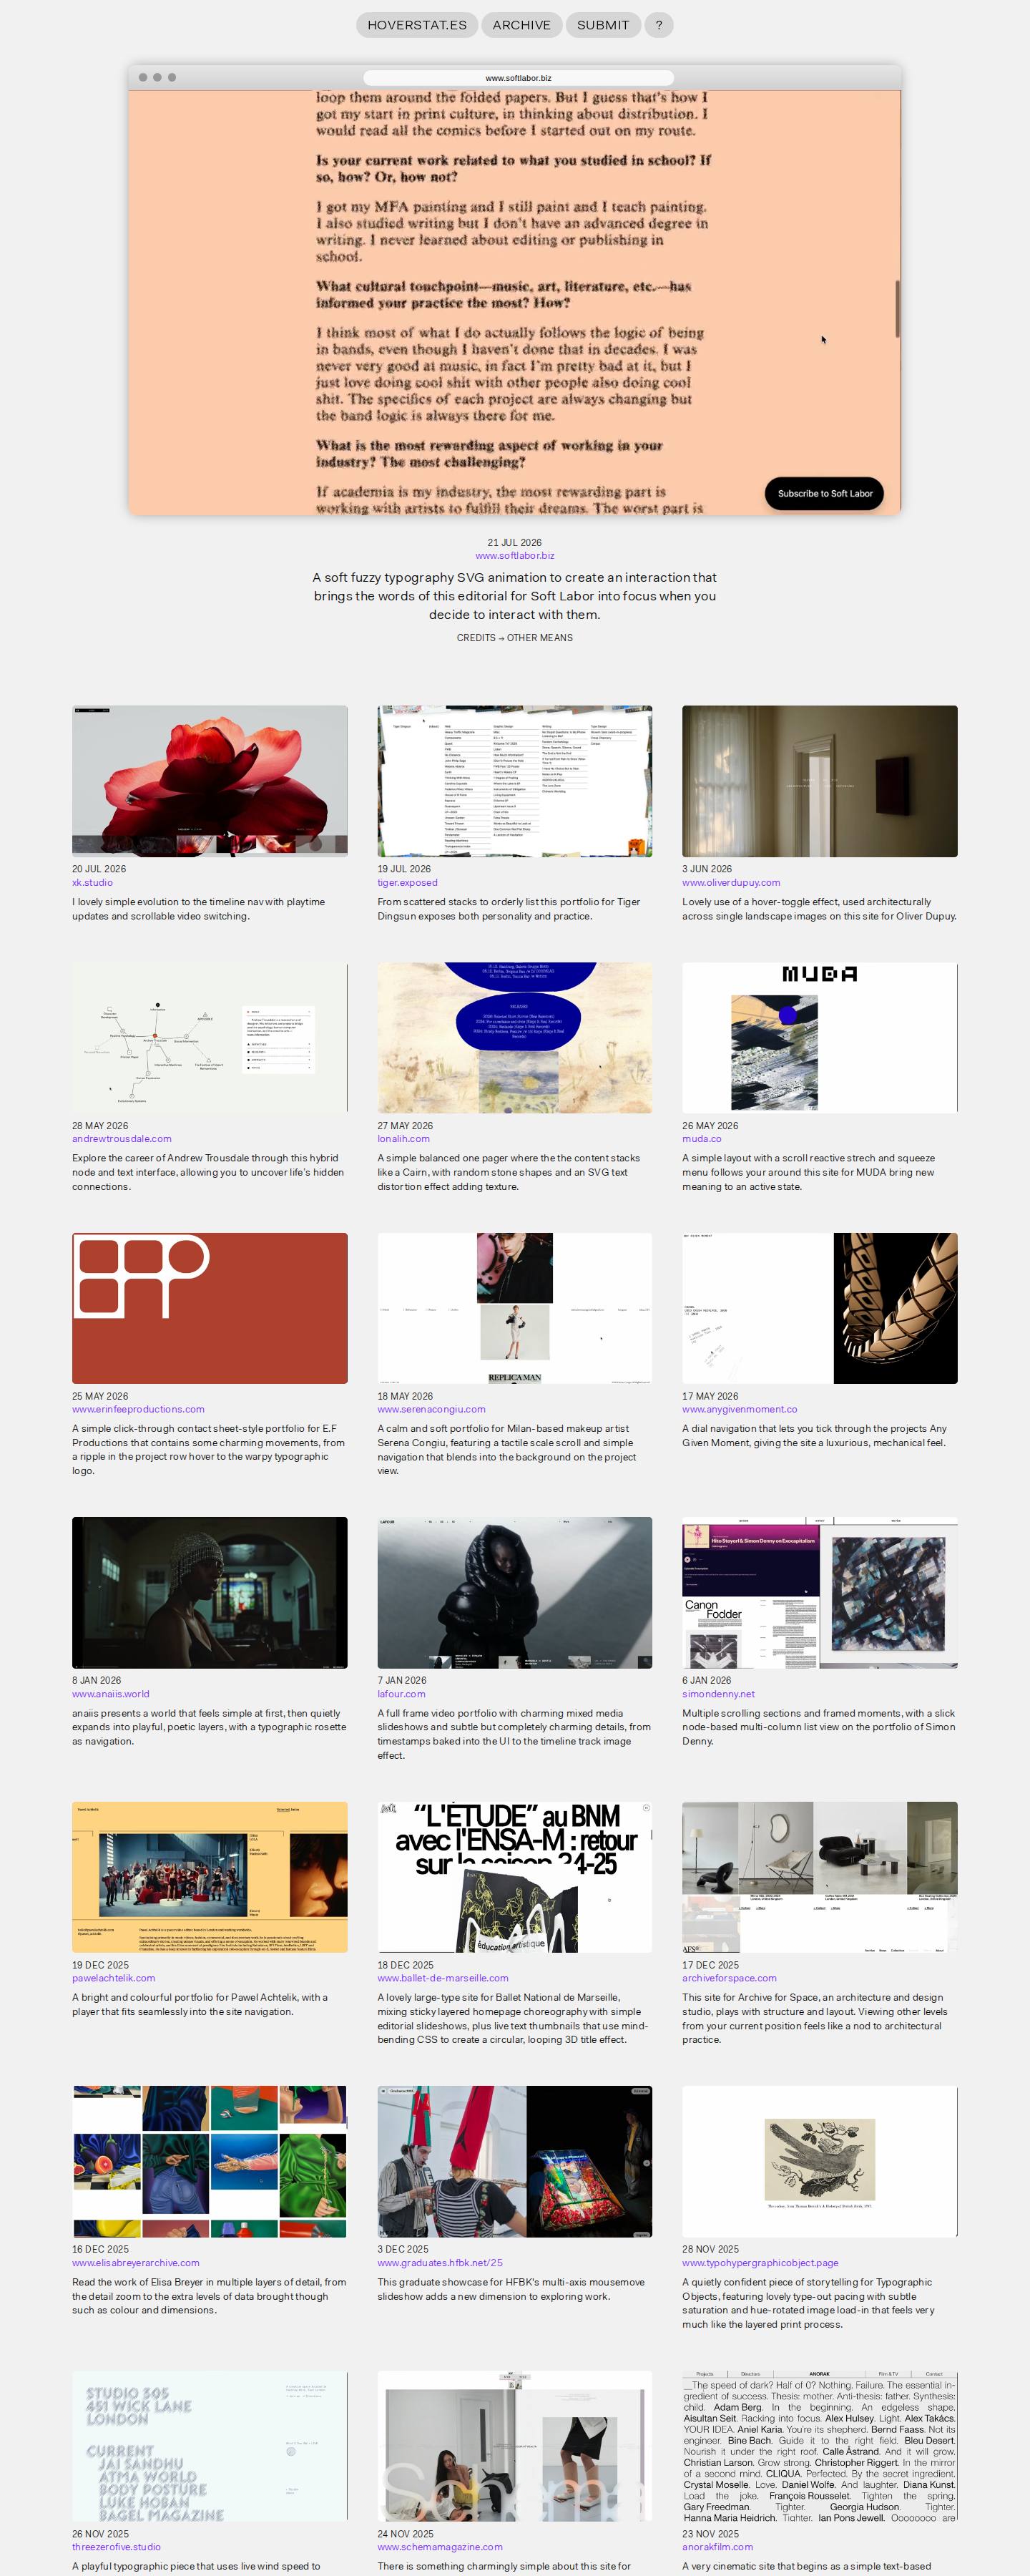 HOVERSTAT.ES ARCHIVE SUBMIT ?
www.softlabor.biz
loop them around the folded papers. But I guess that's how I
got my start in print culture, in thinking about distribution. I
would read all the comics before I started out on my route.
Is your current work related to what you studied in school? If
so, how? Or, how not?
I got my MFA painting and I still paint and I teach painting.
I also studied writing but I don't have an advanced degree in
writing. I never learned about editing or publishing in
school.
What cultural touchpoint—music, art, literature, etc.—has
informed your practice the most? How?
I think most of what I do actually follows the logic of being
in bands, even though I haven't done that in decades. I was
never very good at music, in fact I'm pretty bad at it, but I
just love doing cool shit with other people also doing cool
shit. The specifics of each project are always changing but
the band logic is always there for me.
What is the most rewarding aspect of working in your
industry? The most challenging?
If academia is my industry, the most rewarding part is
working with artists to fulfill their dreams. The worst part is
Subscribe to Soft Labor
21 JUL 2026
www.softlabor.biz
A soft fuzzy typography SVG animation to create an interaction that
brings the words of this editorial for Soft Labor into focus when you
decide to interact with them.
CREDITS → OTHER MEANS
20 JUL 2026
xk.studio
I lovely simple evolution to the timeline nav with playtime
updates and scrollable video switching.
19 JUL 2026
tiger.exposed
From scattered stacks to orderly list this portfolio for Tiger
Dingsun exposes both personality and practice.
3 JUN 2026
www.oliverdupuy.com
Lovely use of a hover-toggle effect, used architecturally
across single landscape images on this site for Oliver Dupuy.
28 MAY 2026
andrewtrousdale.com
Explore the career of Andrew Trousdale through this hybrid
node and text interface, allowing you to uncover life's hidden
connections.
27 MAY 2026
lonalih.com
A simple balanced one pager where the the content stacks
like a Cairn, with random stone shapes and an SVG text
distortion effect adding texture.
MUDA
26 MAY 2026
muda.co
A simple layout with a scroll reactive strech and squeeze
menu follows your around this site for MUDA bring new
meaning to an active state.
25 MAY 2026
www.erinfeeproductions.com
A simple click-through contact sheet-style portfolio for E.F
Productions that contains some charming movements, from
a ripple in the project row hover to the warpy typographic
logo.
REPLICA MAN
18 MAY 2026
www.serenacongiu.com
A calm and soft portfolio for Milan-based makeup artist
Serena Congiu, featuring a tactile scale scroll and simple
navigation that blends into the background on the project
view.
17 MAY 2026
www.anygivenmoment.co
A dial navigation that lets you tick through the projects Any
Given Moment, giving the site a luxurious, mechanical feel.
8 JAN 2026
www.anaiis.world
anaiis presents a world that feels simple at first, then quietly
expands into playful, poetic layers, with a typographic rosette
as navigation.
LAFOUR
7 JAN 2026
lafour.com
A full frame video portfolio with charming mixed media
slideshows and subtle but completely charming details, from
timestamps baked into the UI to the timeline track image
effect.
Hito Steyerl & Simon Denny on Exocapitalism
Canon
Fodder
6 JAN 2026
simondenny.net
Multiple scrolling sections and framed moments, with a slick
node-based multi-column list view on the portfolio of Simon
Denny.
19 DEC 2025
pawelachtelik.com
A bright and colourful portfolio for Pawel Achtelik, with a
player that fits seamlessly into the site navigation.
“L'ÉTUDE” au BNM
avec l'ENSA-M : retour
sur la saison 24-25
éducation artistique
18 DEC 2025
www.ballet-de-marseille.com
A lovely large-type site for Ballet National de Marseille,
mixing sticky layered homepage choreography with simple
editorial slideshows, plus live text thumbnails that use mind-
bending CSS to create a circular, looping 3D title effect.
AFS®
17 DEC 2025
archiveforspace.com
This site for Archive for Space, an architecture and design
studio, plays with structure and layout. Viewing other levels
from your current position feels like a nod to architectural
practice.
16 DEC 2025
www.elisabreyerarchive.com
Read the work of Elisa Breyer in multiple layers of detail, from
the detail zoom to the extra levels of data brought though
such as colour and dimensions.
3 DEC 2025
www.graduates.hfbk.net/25
This graduate showcase for HFBK's multi-axis mousemove
slideshow adds a new dimension to exploring work.
28 NOV 2025
www.typohypergraphicobject.page
A quietly confident piece of storytelling for Typographic
Objects, featuring lovely type-out pacing with subtle
saturation and hue-rotated image load-in that feels very
much like the layered print process.
STUDIO 305
451 WICK LANE
LONDON
CURRENT
JAI SANDHU
ATMA WORLD
BODY POSTURE
LUKE HOBAN
BAGEL MAGAZINE
26 NOV 2025
threezerofive.studio
A playful typographic piece that uses live wind speed to
24 NOV 2025
www.schemamagazine.com
There is something charmingly simple about this site for
Projects Directors ANORAK Film & TV Contact
__The speed of dark? Half of 0? Nothing. Failure. The essential in-
gredient of success. Thesis: mother. Anti-thesis: father. Synthesis:
child. Adam Berg. In the beginning. An edgeless shape.
Aisultan Seit. Racking into focus. Alex Hulsey. Light. Alex Takács.
YOUR IDEA. Aniel Karia. You're its shepherd. Bernd Faass. Not its
engineer. Bine Bach. Guide it to the right field. Bleu Desert.
Nourish it under the right roof. Calle Åstrand. And it will grow.
Christian Larson. Grow strong. Christopher Riggert. In the mirror
of a second mind. CLIQUA. Perfected. By the secret ingredient.
Crystal Moselle. Love. Daniel Wolfe. And laughter. Diana Kunst.
Load the joke. François Rousselet. Tighten the spring.
Gary Freedman. Tighter. Georgia Hudson. Tighter.
Hanna Maria Heidrich. Tighter. Ian Pons Jewell. Oooooooo are
23 NOV 2025
anorakfilm.com
A very cinematic site that begins as a simple text-based